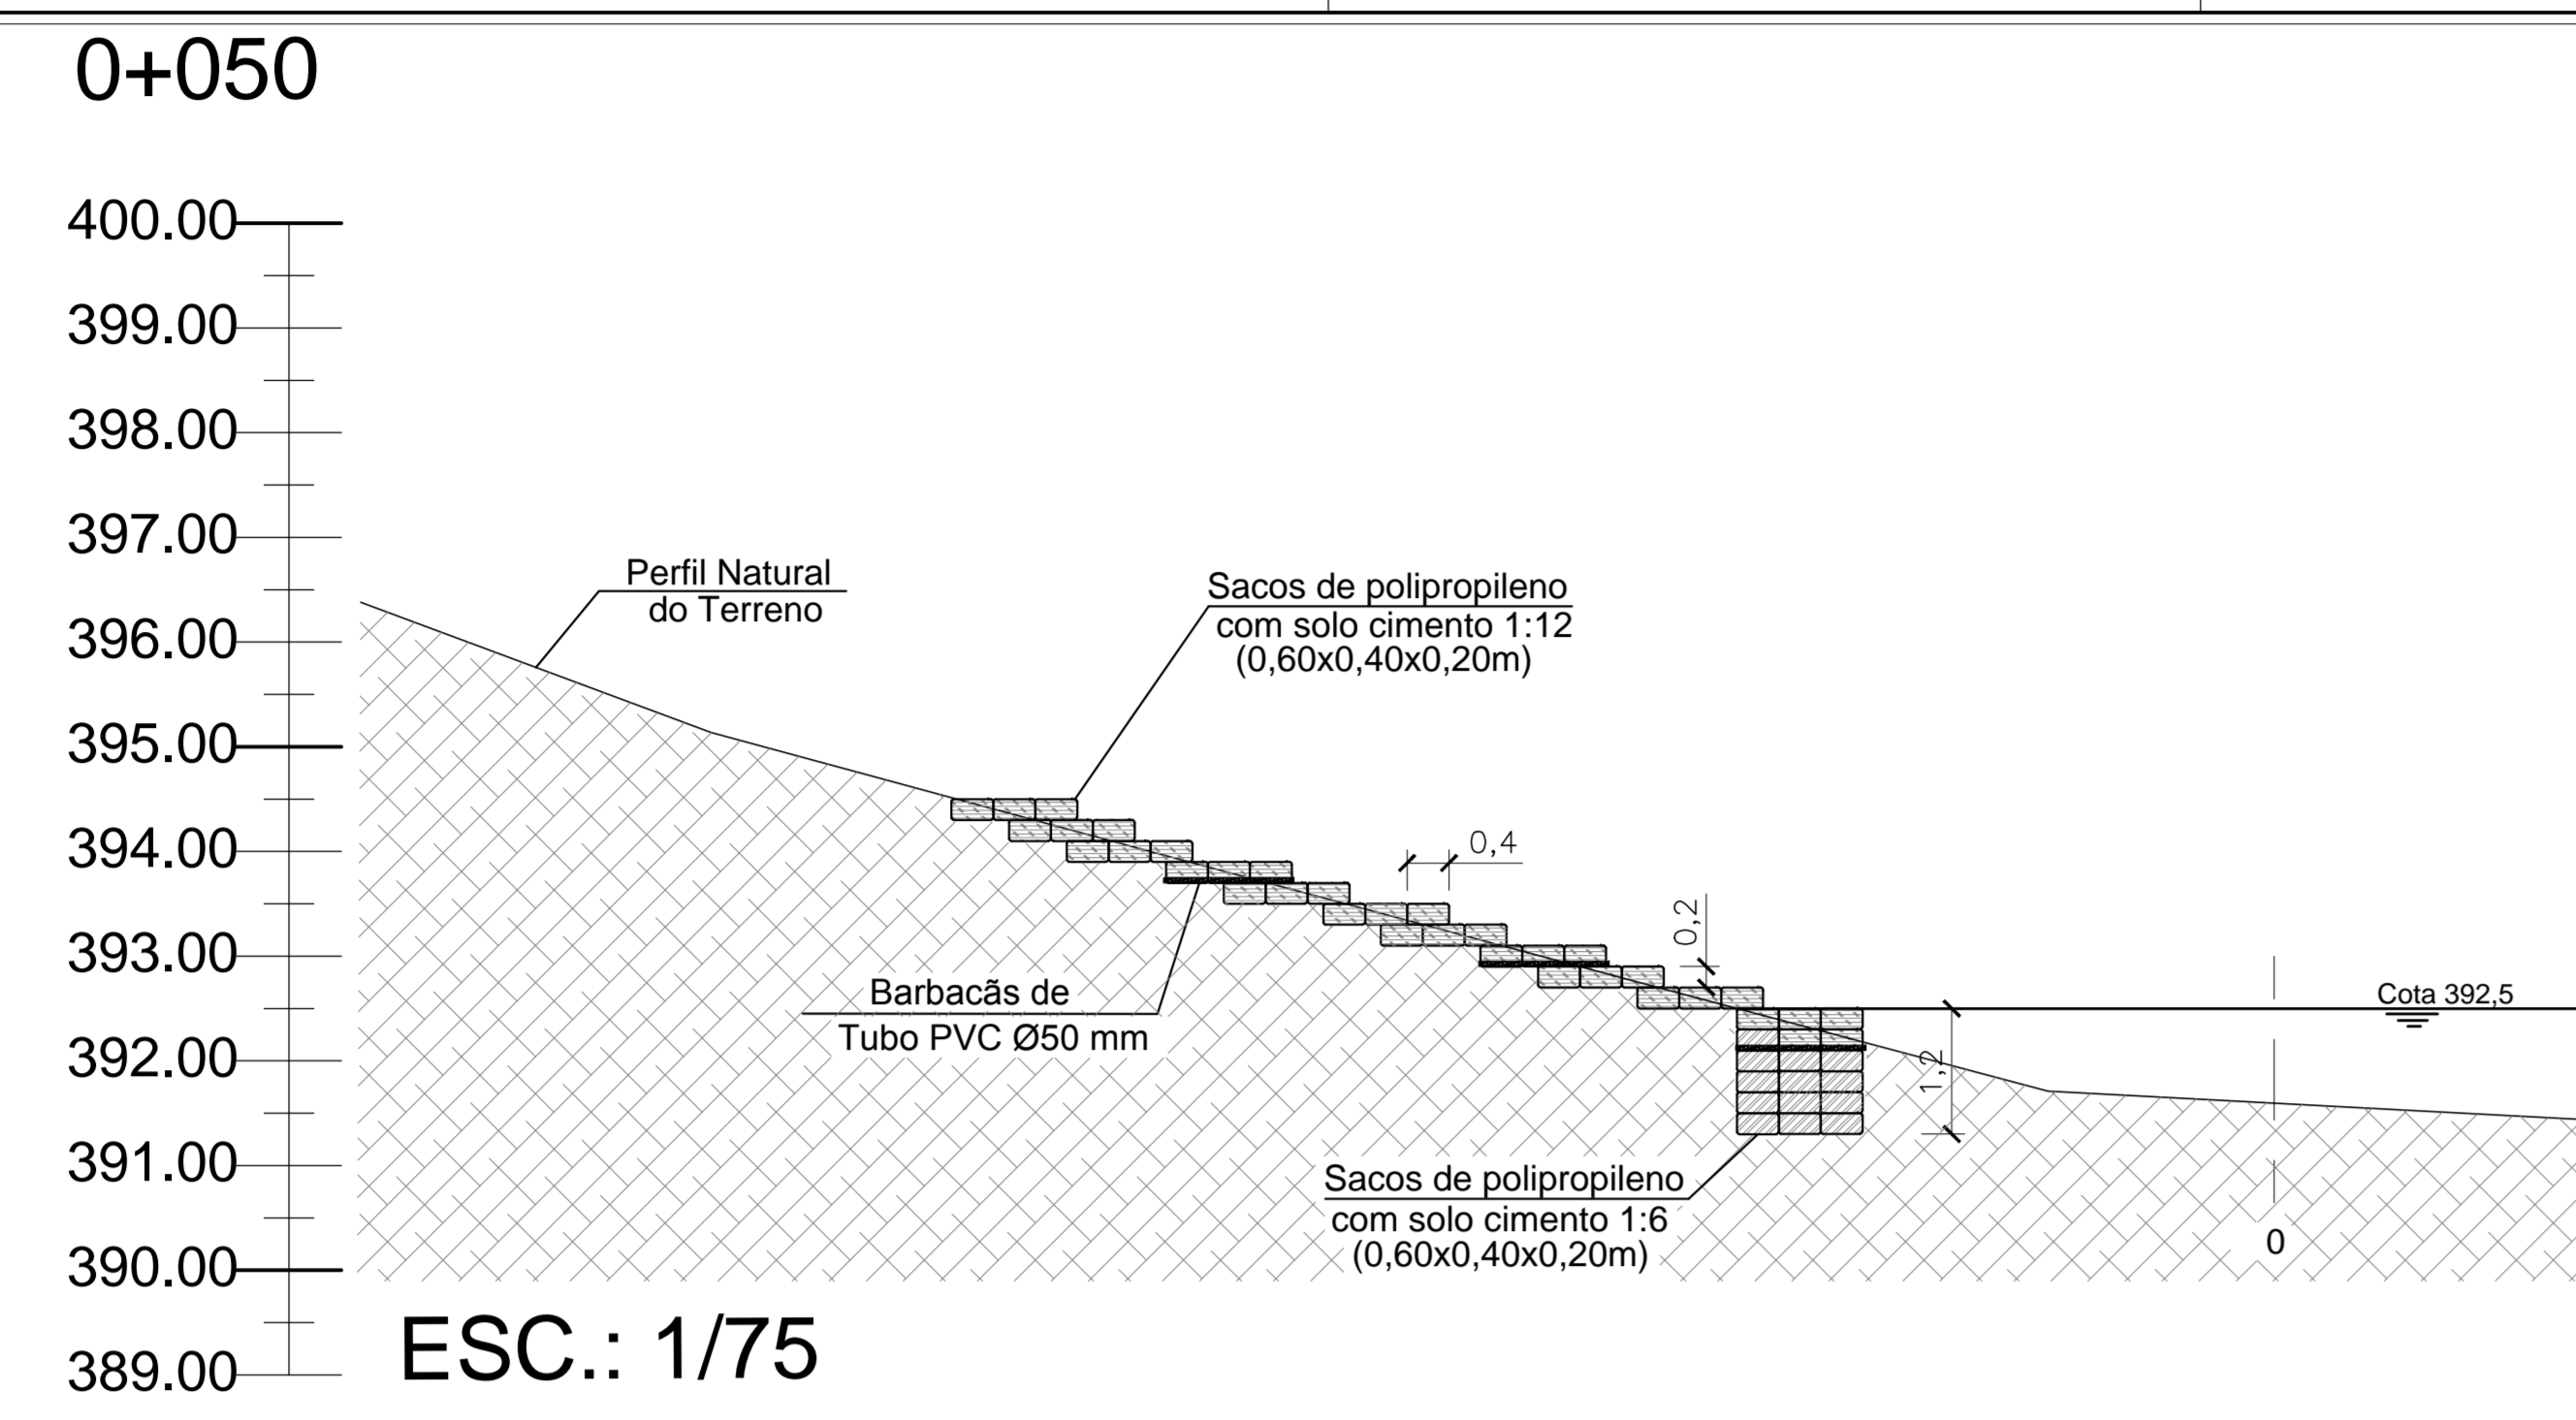 0+050
400.00
399.00
398.00
397.00
396.00
395.00
394.00
393.00
392.00
391.00
390.00
389.00
Perfil Natural
do Terreno
Sacos de polipropileno
com solo cimento 1:12
(0,60x0,40x0,20m)
0,4
0,2
Barbacãs de
Tubo PVC Ø50 mm
Cota 392,5
1,2
Sacos de polipropileno
com solo cimento 1:6
(0,60x0,40x0,20m)
0
ESC.: 1/75